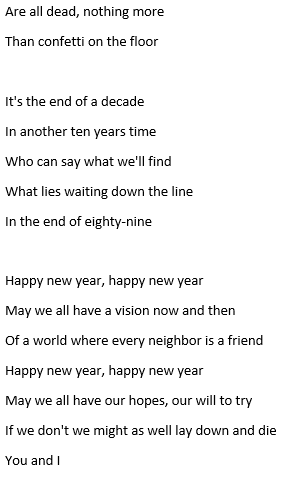 Are all dead, nothing more
Than confetti on the floor

It's the end of a decade
In another ten years time
Who can say what we'll find
What lies waiting down the line
In the end of eighty-nine

Happy new year, happy new year
May we all have a vision now and then
Of a world where every neighbor is a friend
Happy new year, happy new year
May we all have our hopes, our will to try
If we don't we might as well lay down and die
You and I